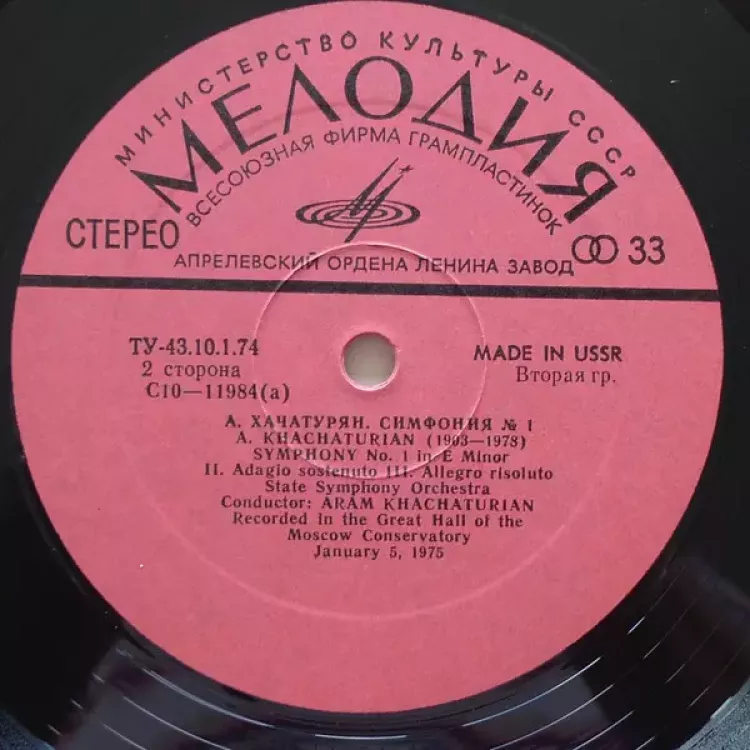 МИНИСТЕРСТВО КУЛЬТУРЫ СССР
МЕЛОДИЯ
ВСЕСОЮЗНАЯ ФИРМА ГРАМПЛАСТИНОК
СТЕРЕО
33
АПРЕЛЕВСКИЙ ОРДЕНА ЛЕНИНА ЗАВОД
ТУ-43.10.1.74
2 сторона
С10—11984(а)
MADE IN USSR
Вторая гр.
А. ХАЧАТУРЯН. СИМФОНИЯ № 1
A. KHACHATURIAN (1903—1978)
SYMPHONY No. 1 in E Minor
II. Adagio sostenuto III. Allegro risoluto
State Symphony Orchestra
Conductor: ARAM KHACHATURIAN
Recorded in the Great Hall of the
Moscow Conservatory
January 5, 1975